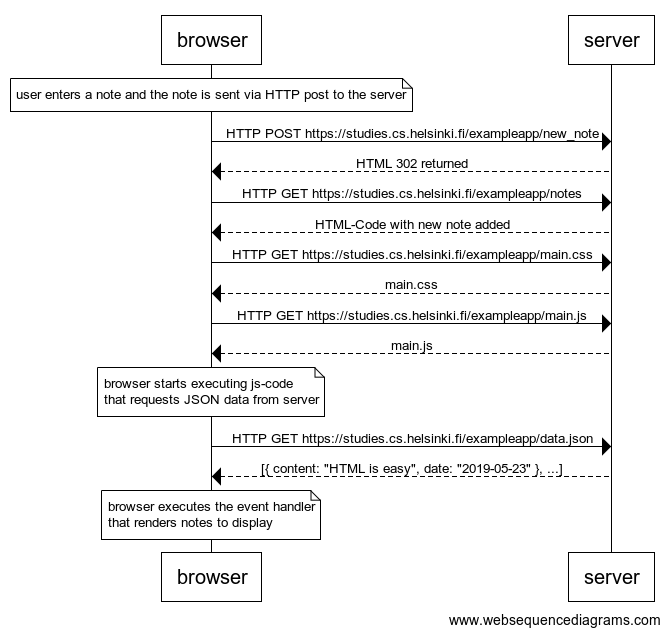 browser server
user enters a note and the note is sent via HTTP post to the server
HTTP POST https://studies.cs.helsinki.fi/exampleapp/new_note
HTML 302 returned
HTTP GET https://studies.cs.helsinki.fi/exampleapp/notes
HTML-Code with new note added
HTTP GET https://studies.cs.helsinki.fi/exampleapp/main.css
main.css
HTTP GET https://studies.cs.helsinki.fi/exampleapp/main.js
main.js
browser starts executing js-code
that requests JSON data from server
HTTP GET https://studies.cs.helsinki.fi/exampleapp/data.json
[{ content: "HTML is easy", date: "2019-05-23" }, ...]
browser executes the event handler
that renders notes to display
browser server
www.websequencediagrams.com